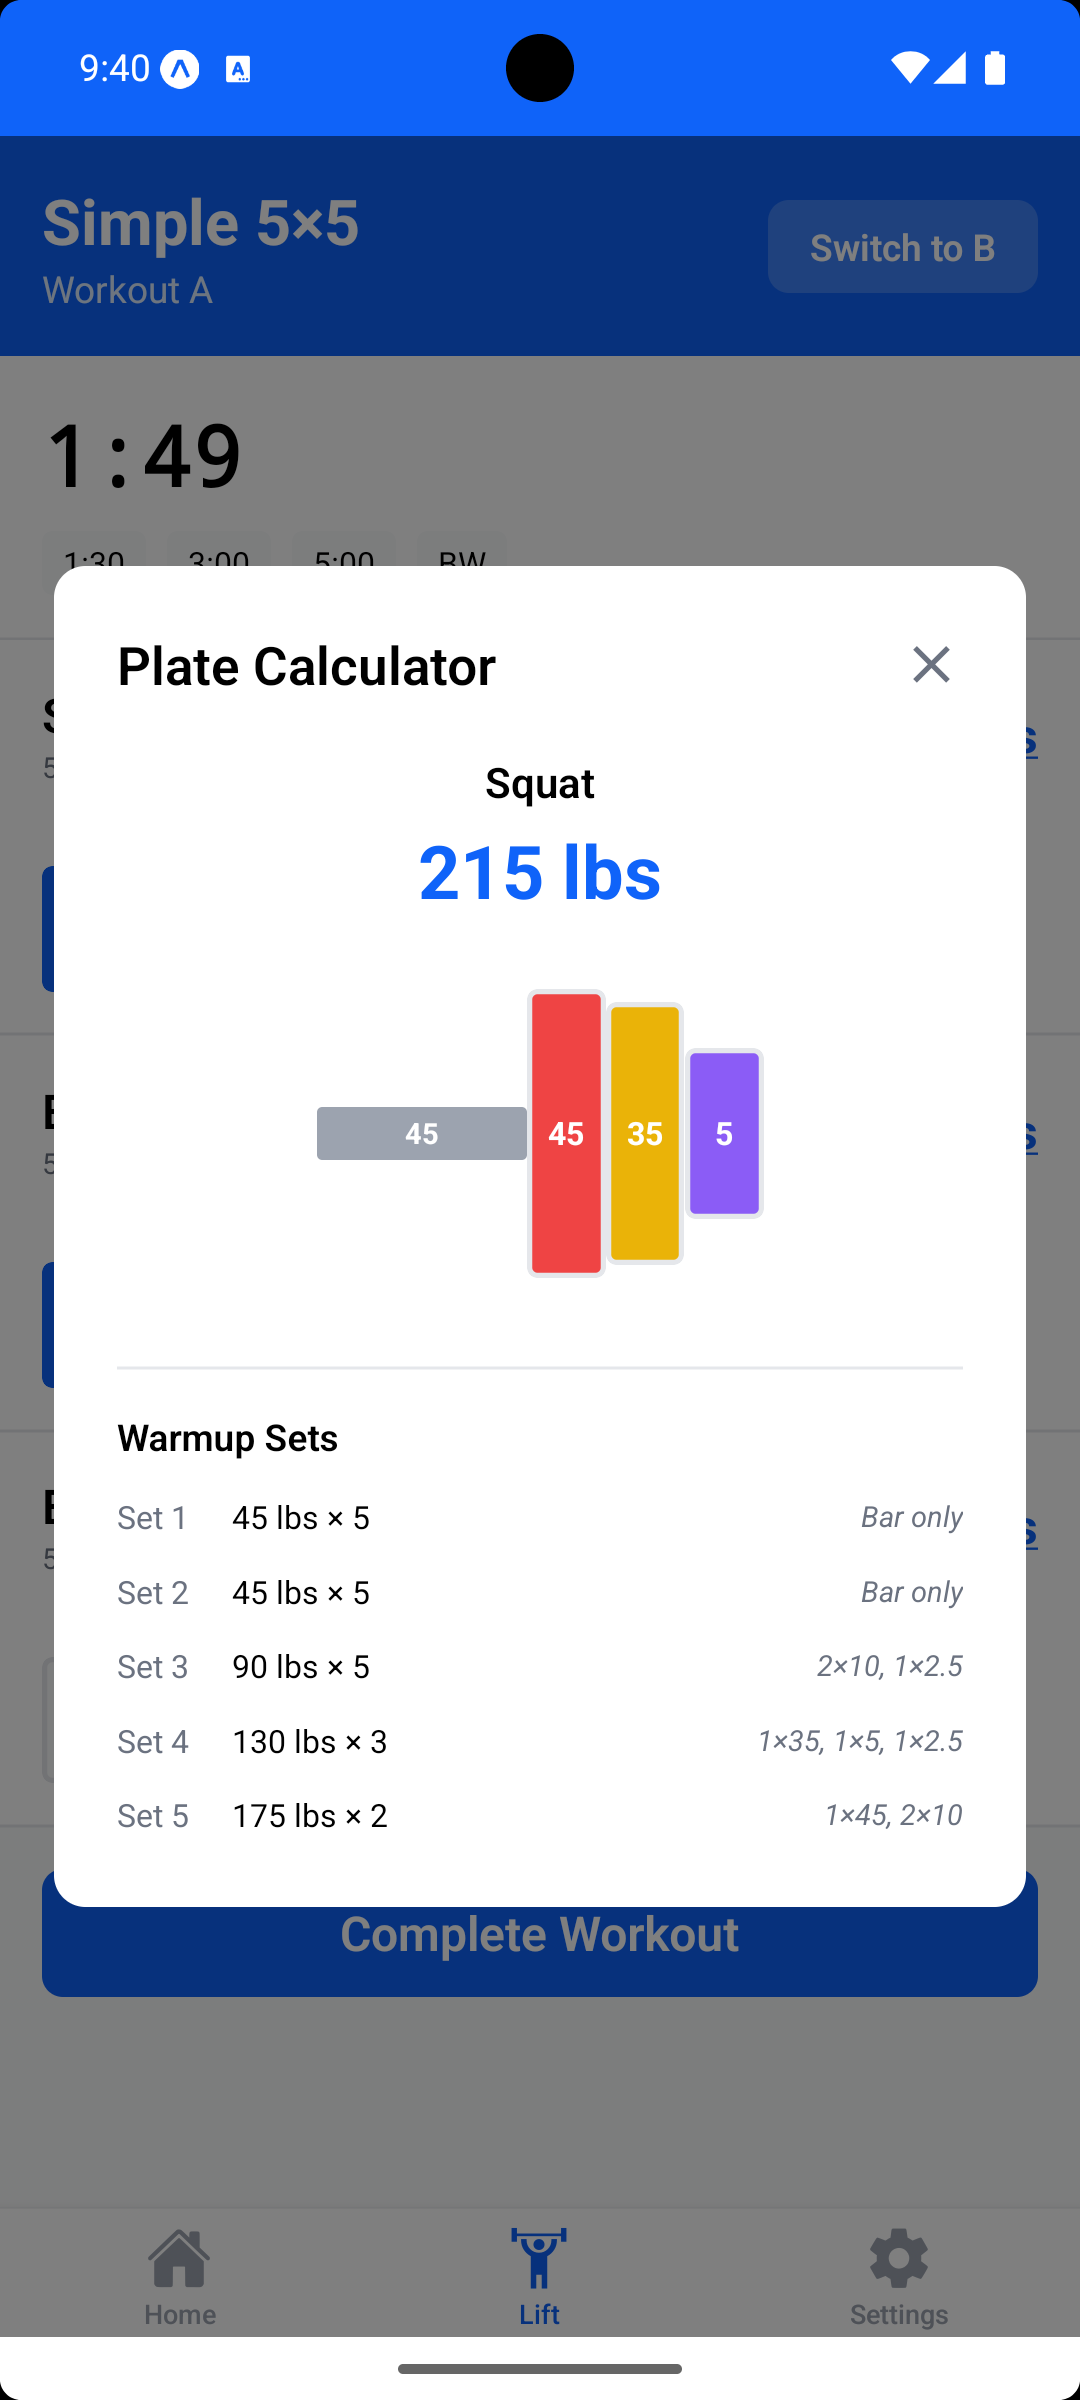 9:40
Simple 5×5
Workout A
Switch to B
1:49
1:30 3:00 5:00 BW
Plate Calculator
Squat
215 lbs
45 45 35 5
Warmup Sets
Set 1 45 lbs × 5 Bar only
Set 2 45 lbs × 5 Bar only
Set 3 90 lbs × 5 2×10, 1×2.5
Set 4 130 lbs × 3 1×35, 1×5, 1×2.5
Set 5 175 lbs × 2 1×45, 2×10
Complete Workout
Home Lift Settings